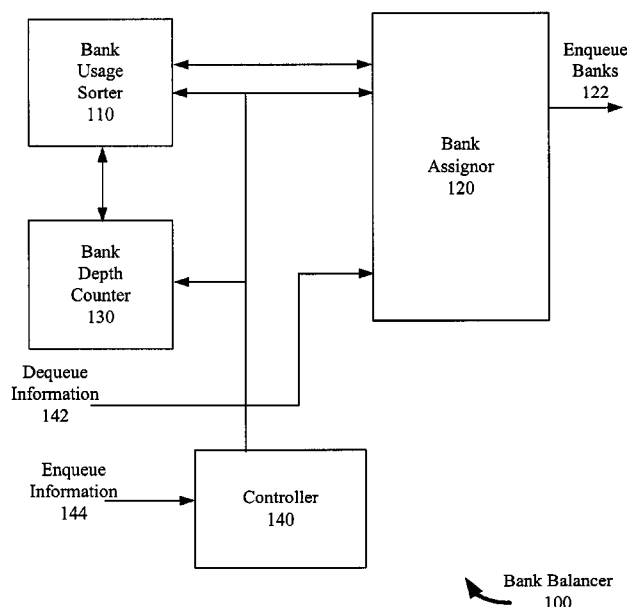 Bank
Usage
Sorter
110
Enqueue
Banks
122
Bank
Assignor
120
Bank
Depth
Counter
130
Dequeue
Information
142
Enqueue
Information
144
Controller
140
Bank Balancer
100